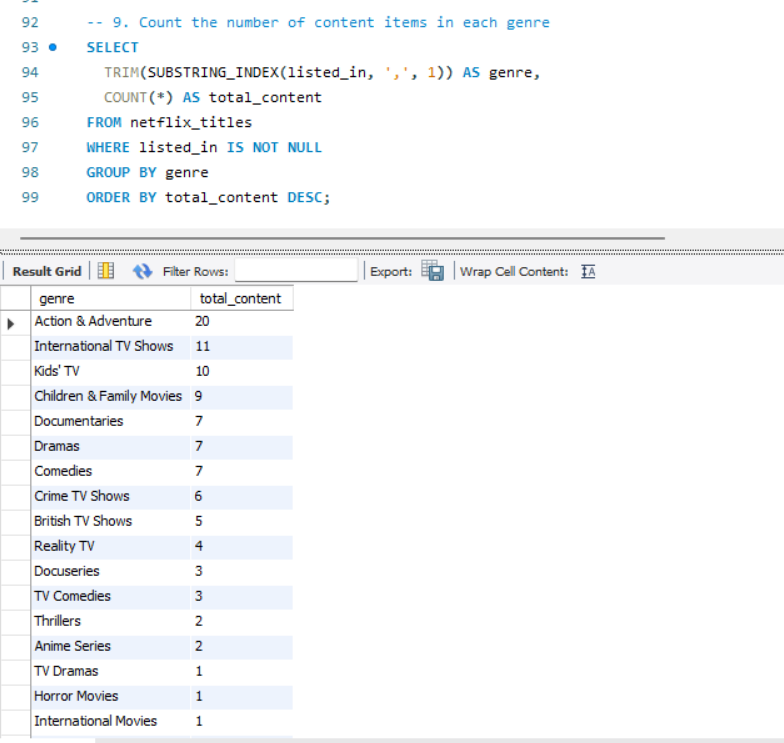 92 -- 9. Count the number of content items in each genre
93 SELECT
94 TRIM(SUBSTRING_INDEX(listed_in, ',', 1)) AS genre,
95 COUNT(*) AS total_content
96 FROM netflix_titles
97 WHERE listed_in IS NOT NULL
98 GROUP BY genre
99 ORDER BY total_content DESC;
Result Grid Filter Rows: Export: Wrap Cell Content:
genre total_content
Action & Adventure 20
International TV Shows 11
Kids' TV 10
Children & Family Movies 9
Documentaries 7
Dramas 7
Comedies 7
Crime TV Shows 6
British TV Shows 5
Reality TV 4
Docuseries 3
TV Comedies 3
Thrillers 2
Anime Series 2
TV Dramas 1
Horror Movies 1
International Movies 1